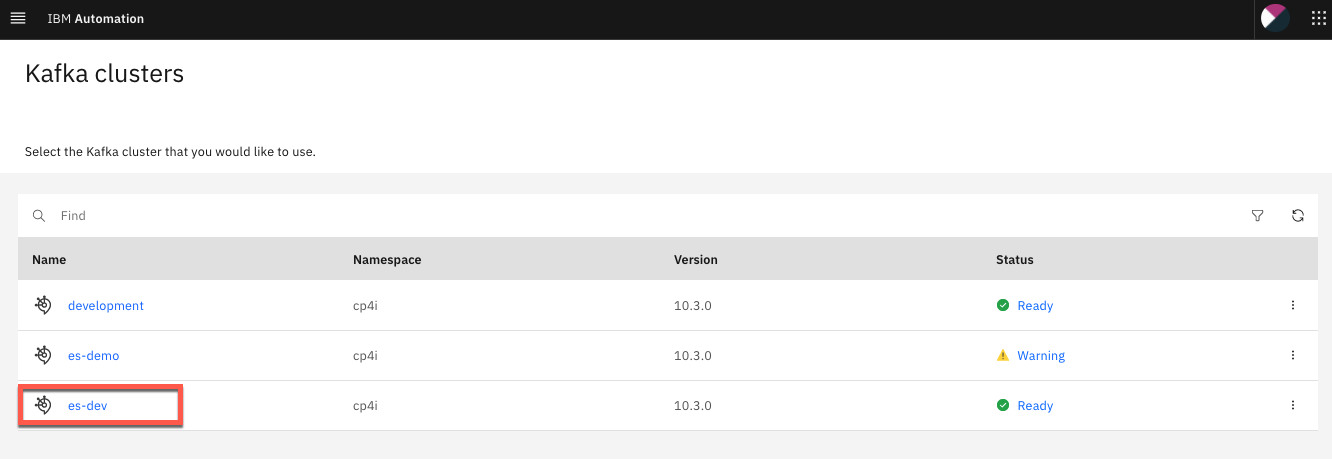 IBM Automation
Kafka clusters
Select the Kafka cluster that you would like to use.
Find
Name Namespace Version Status
development cp4i 10.3.0 Ready
es-demo cp4i 10.3.0 Warning
es-dev cp4i 10.3.0 Ready